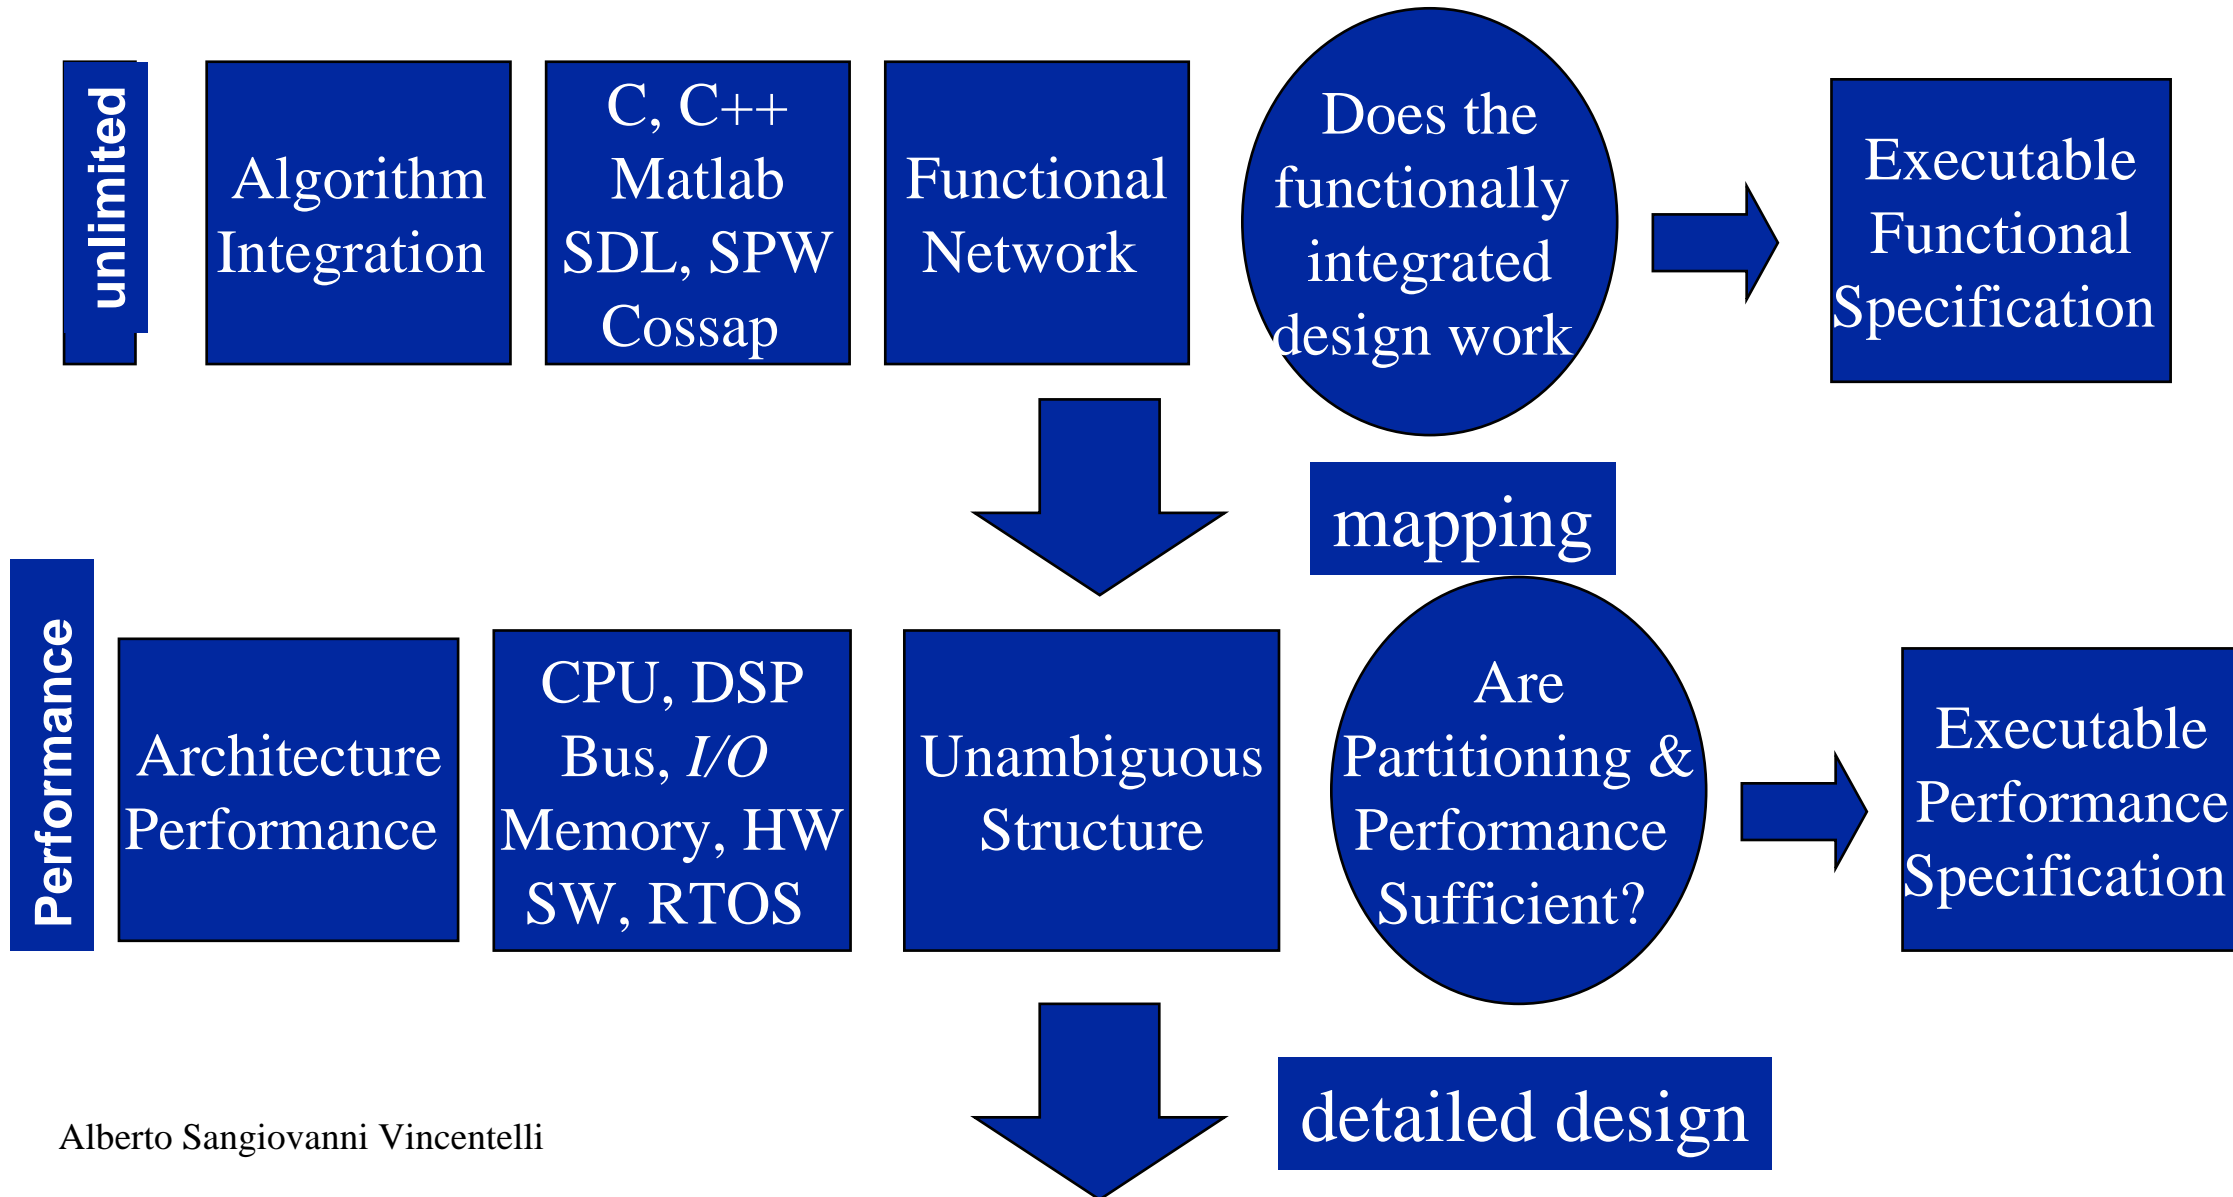 unlimited
Algorithm
Integration
C, C++
Matlab
SDL, SPW
Cossap
Functional
Network
Does the
functionally
integrated
design work
Executable
Functional
Specification
mapping
Performance
Architecture
Performance
CPU, DSP
Bus, I/O
Memory, HW
SW, RTOS
Unambiguous
Structure
Are
Partitioning &
Performance
Sufficient?
Executable
Performance
Specification
detailed design
Alberto Sangiovanni Vincentelli